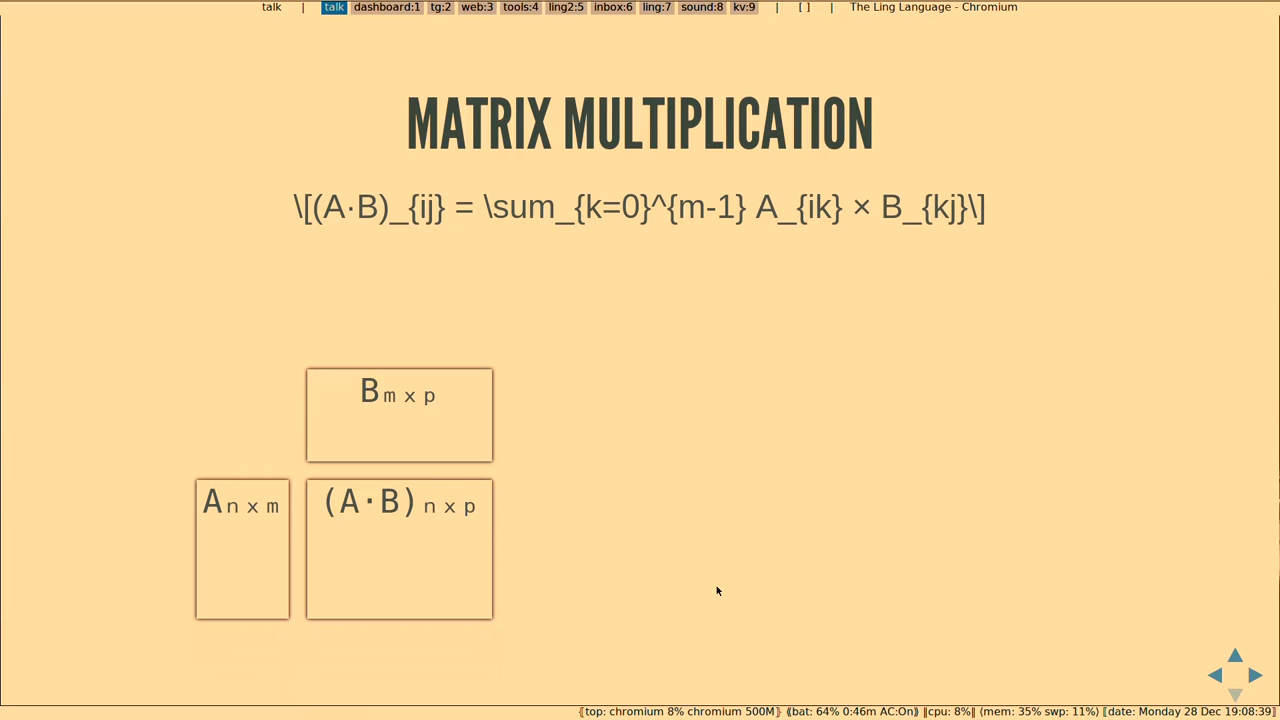 talk | talk dashboard:1 tg:2 web:3 tools:4 ling2:5 inbox:6 ling:7 sound:8 kv:9 | [ ] | The Ling Language - Chromium
MATRIX MULTIPLICATION
\[(A·B)_{ij} = \sum_{k=0}^{m-1} A_{ik} × B_{kj}\]
B m x p
A n x m
(A·B) n x p
⦃top: chromium 8% chromium 500M⦄ ⟪bat: 64% 0:46m AC:On⟫ ‖cpu: 8%‖ ⟮mem: 35% swp: 11%⟯ ⟦date: Monday 28 Dec 19:08:39⟧